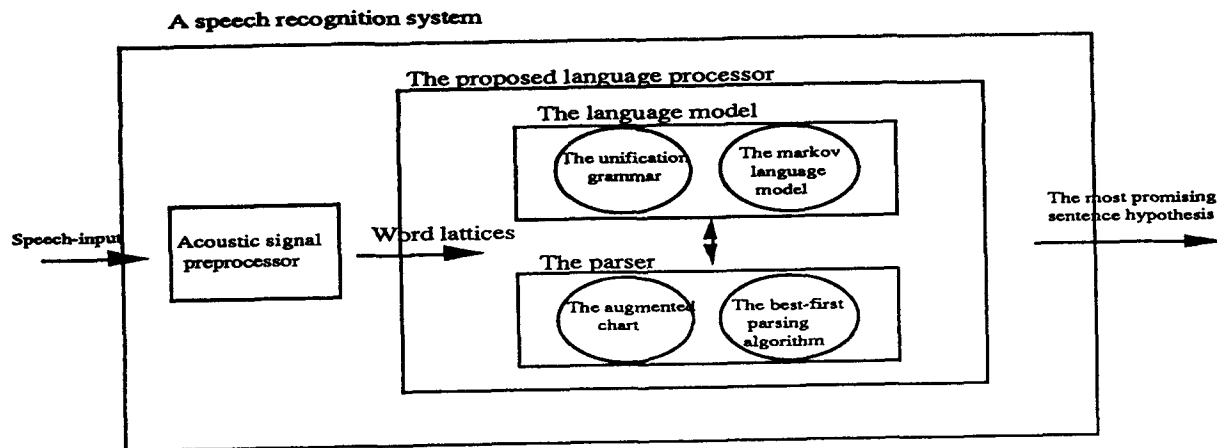 A speech recognition system
The proposed language processor
The language model
The unification
grammar
The markov
language
model
The most promising
sentence hypothesis
Speech-input
Acoustic signal
preprocessor
Word lattices
The parser
The augmented
chart
The best-first
parsing
algorithm